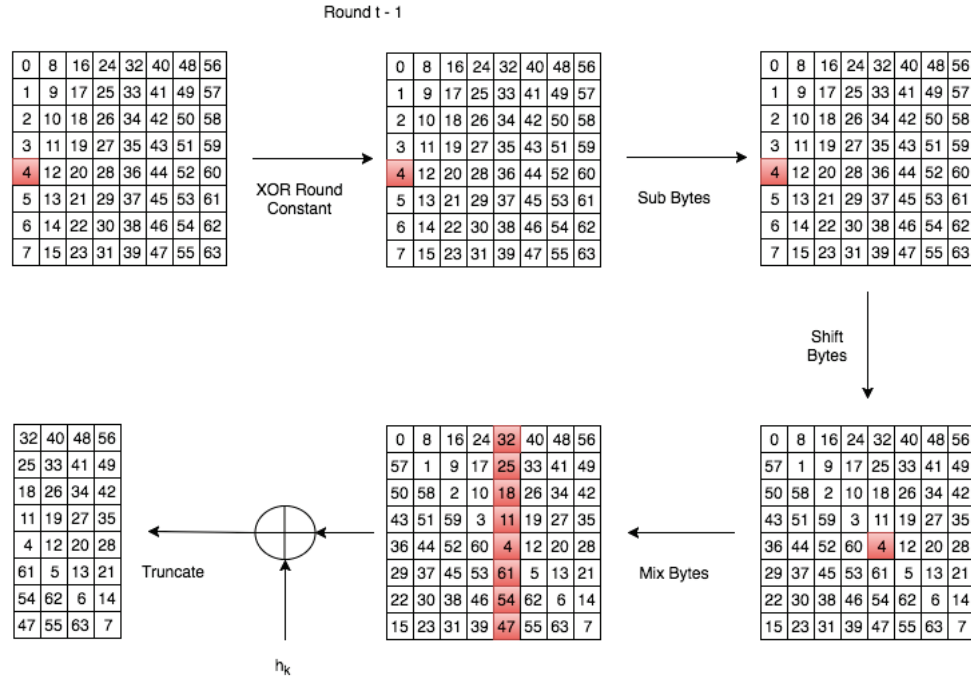 Round t - 1
0 8 16 24 32 40 48 56
1 9 17 25 33 41 49 57
2 10 18 26 34 42 50 58
3 11 19 27 35 43 51 59
4 12 20 28 36 44 52 60
5 13 21 29 37 45 53 61
6 14 22 30 38 46 54 62
7 15 23 31 39 47 55 63
XOR Round
Constant
0 8 16 24 32 40 48 56
1 9 17 25 33 41 49 57
2 10 18 26 34 42 50 58
3 11 19 27 35 43 51 59
4 12 20 28 36 44 52 60
5 13 21 29 37 45 53 61
6 14 22 30 38 46 54 62
7 15 23 31 39 47 55 63
Sub Bytes
0 8 16 24 32 40 48 56
1 9 17 25 33 41 49 57
2 10 18 26 34 42 50 58
3 11 19 27 35 43 51 59
4 12 20 28 36 44 52 60
5 13 21 29 37 45 53 61
6 14 22 30 38 46 54 62
7 15 23 31 39 47 55 63
Shift
Bytes
0 8 16 24 32 40 48 56
57 1 9 17 25 33 41 49
50 58 2 10 18 26 34 42
43 51 59 3 11 19 27 35
36 44 52 60 4 12 20 28
29 37 45 53 61 5 13 21
22 30 38 46 54 62 6 14
15 23 31 39 47 55 63 7
Mix Bytes
0 8 16 24 32 40 48 56
57 1 9 17 25 33 41 49
50 58 2 10 18 26 34 42
43 51 59 3 11 19 27 35
36 44 52 60 4 12 20 28
29 37 45 53 61 5 13 21
22 30 38 46 54 62 6 14
15 23 31 39 47 55 63 7
h_k
Truncate
32 40 48 56
25 33 41 49
18 26 34 42
11 19 27 35
4 12 20 28
61 5 13 21
54 62 6 14
47 55 63 7